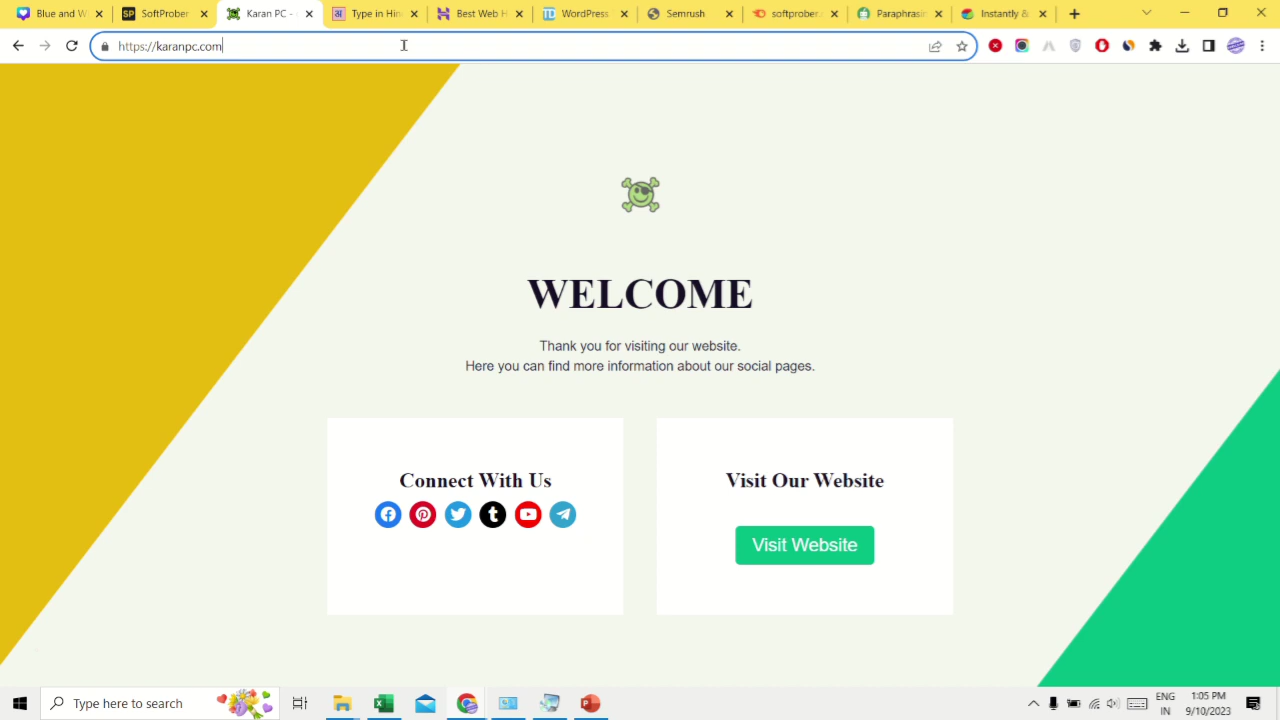 Blue and W
SoftProber
Karan PC -
Type in Hin
Best Web H
WordPress
Semrush
softprober.
Paraphrasin
Instantly &
https://karanpc.com
WELCOME
Thank you for visiting our website.
Here you can find more information about our social pages.
Connect With Us
Visit Our Website
Visit Website
Type here to search
ENG
IN
1:05 PM
9/10/2023